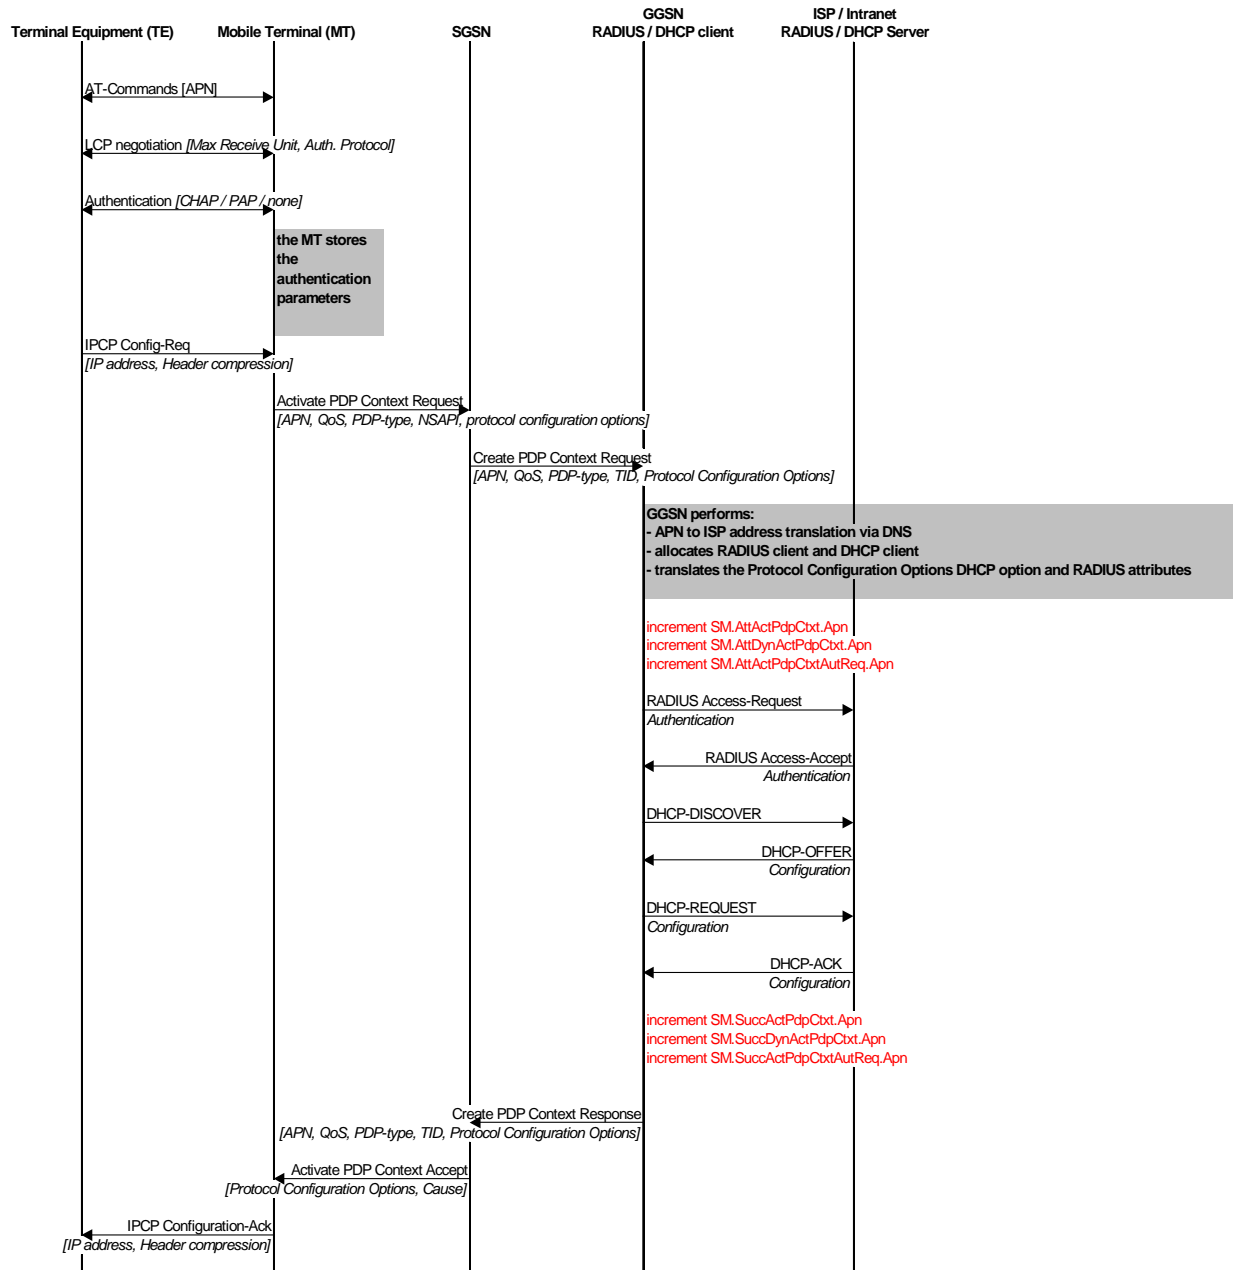 GGSN
ISP / Intranet
Terminal Equipment (TE)
Mobile Terminal (MT)
SGSN
RADIUS / DHCP client
RADIUS / DHCP Server
AT-Commands [APN]
LCP negotiation [Max Receive Unit, Auth. Protocol]
Authentication [CHAP / PAP / none]
the MT stores
the
authentication
parameters
IPCP Config-Req
[IP address, Header compression]
Activate PDP Context Request
[APN, QoS, PDP-type, NSAPI, protocol configuration options]
Create PDP Context Request
[APN, QoS, PDP-type, TID, Protocol Configuration Options]
GGSN performs:
- APN to ISP address translation via DNS
- allocates RADIUS client and DHCP client
- translates the Protocol Configuration Options DHCP option and RADIUS attributes
increment SM.AttActPdpCtxt.Apn
increment SM.AttDynActPdpCtxt.Apn
increment SM.AttActPdpCtxtAutReq.Apn
RADIUS Access-Request
Authentication
RADIUS Access-Accept
Authentication
DHCP-DISCOVER
DHCP-OFFER
Configuration
DHCP-REQUEST
Configuration
DHCP-ACK
Configuration
increment SM.SuccActPdpCtxt.Apn
increment SM.SuccDynActPdpCtxt.Apn
increment SM.SuccActPdpCtxtAutReq.Apn
Create PDP Context Response
[APN, QoS, PDP-type, TID, Protocol Configuration Options]
Activate PDP Context Accept
[Protocol Configuration Options, Cause]
IPCP Configuration-Ack
[IP address, Header compression]